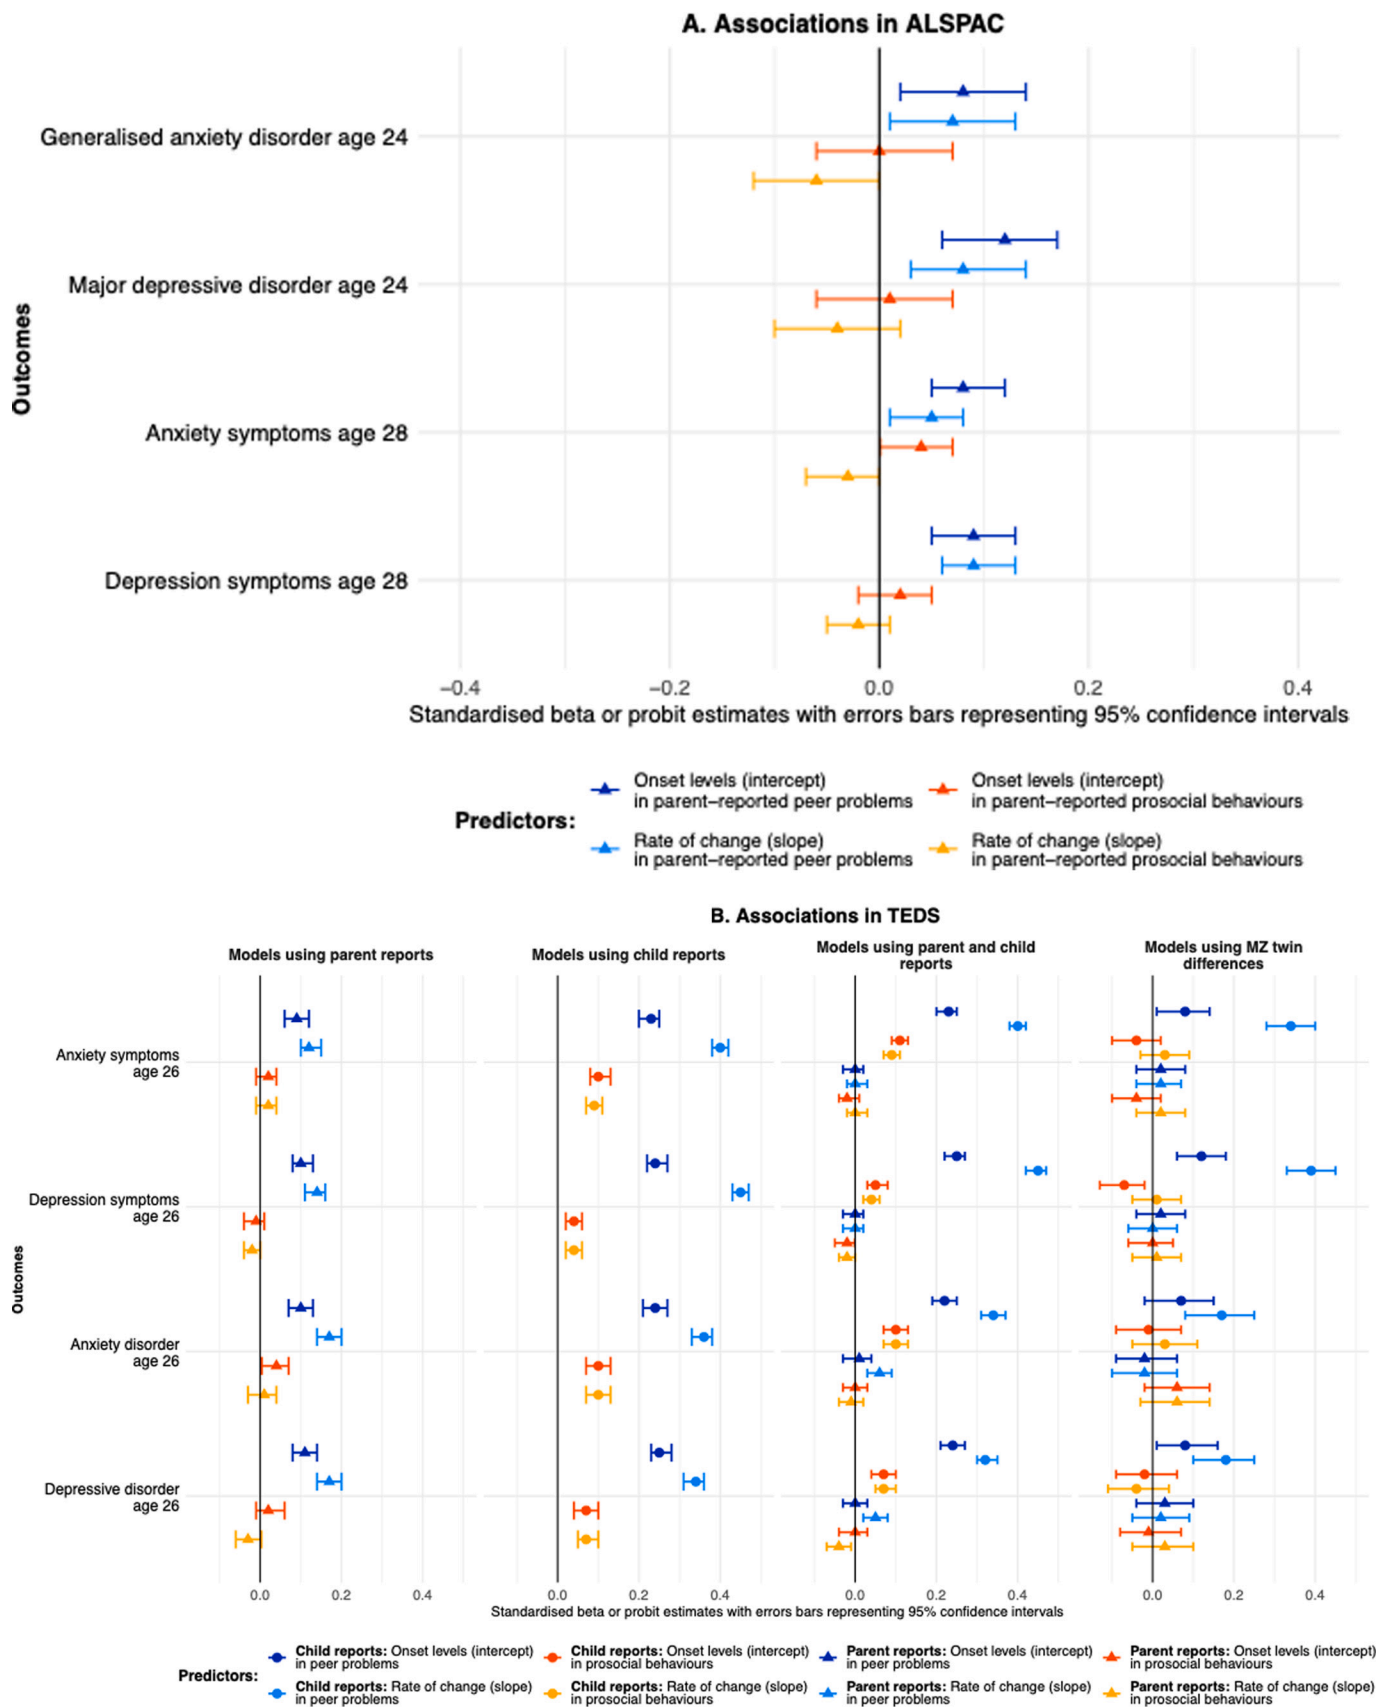 A. Associations in ALSPAC
Generalised anxiety disorder age 24
Major depressive disorder age 24
Anxiety symptoms age 28
Depression symptoms age 28
Outcomes
−0.4 −0.2 0.0 0.2 0.4
Standardised beta or probit estimates with errors bars representing 95% confidence intervals
Predictors:
Onset levels (intercept)
in parent−reported peer problems
Rate of change (slope)
in parent−reported peer problems
Onset levels (intercept)
in parent−reported prosocial behaviours
Rate of change (slope)
in parent−reported prosocial behaviours
B. Associations in TEDS
Models using parent reports
Models using child reports
Models using parent and child
reports
Models using MZ twin
differences
Anxiety symptoms
age 26
Depression symptoms
age 26
Anxiety disorder
age 26
Depressive disorder
age 26
Outcomes
0.0 0.2 0.4
0.0 0.2 0.4
0.0 0.2 0.4
0.0 0.2 0.4
Standardised beta or probit estimates with errors bars representing 95% confidence intervals
Predictors:
Child reports: Onset levels (intercept)
in peer problems
Child reports: Rate of change (slope)
in peer problems
Child reports: Onset levels (intercept)
in prosocial behaviours
Child reports: Rate of change (slope)
in prosocial behaviours
Parent reports: Onset levels (intercept)
in peer problems
Parent reports: Rate of change (slope)
in peer problems
Parent reports: Onset levels (intercept)
in prosocial behaviours
Parent reports: Rate of change (slope)
in prosocial behaviours